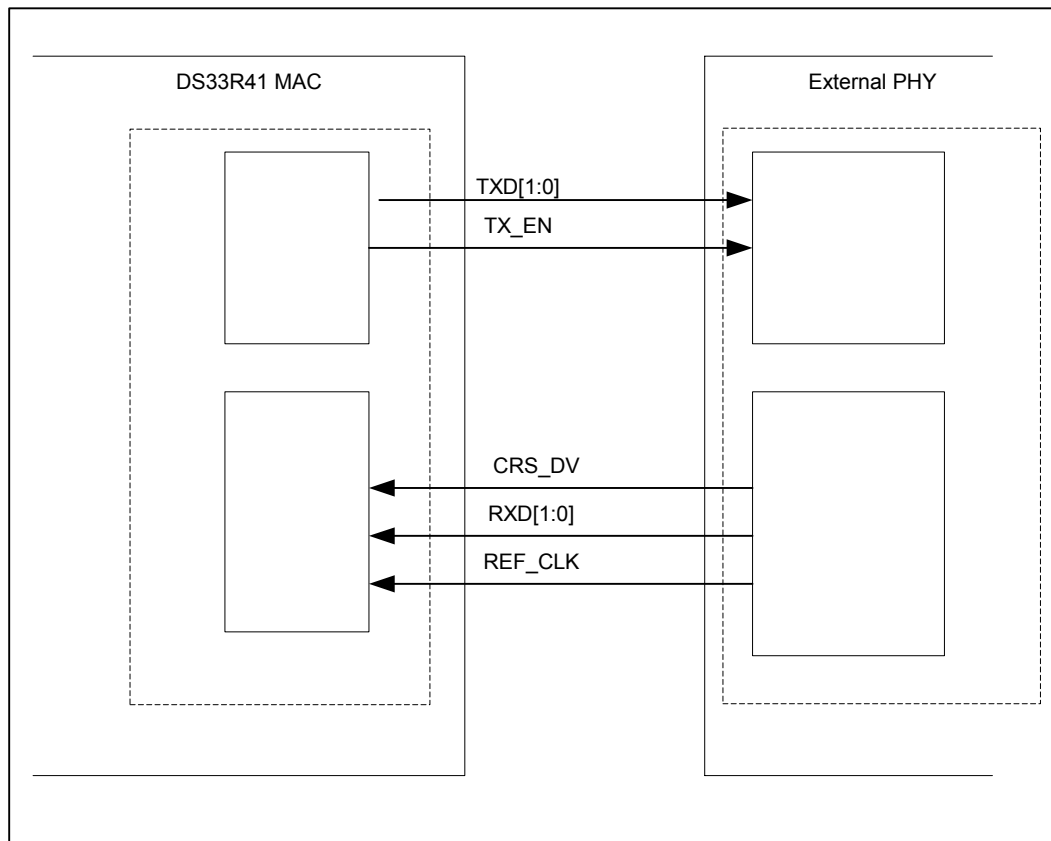 DS33R41 MAC
External PHY
TXD[1:0]
TX_EN
CRS_DV
RXD[1:0]
REF_CLK